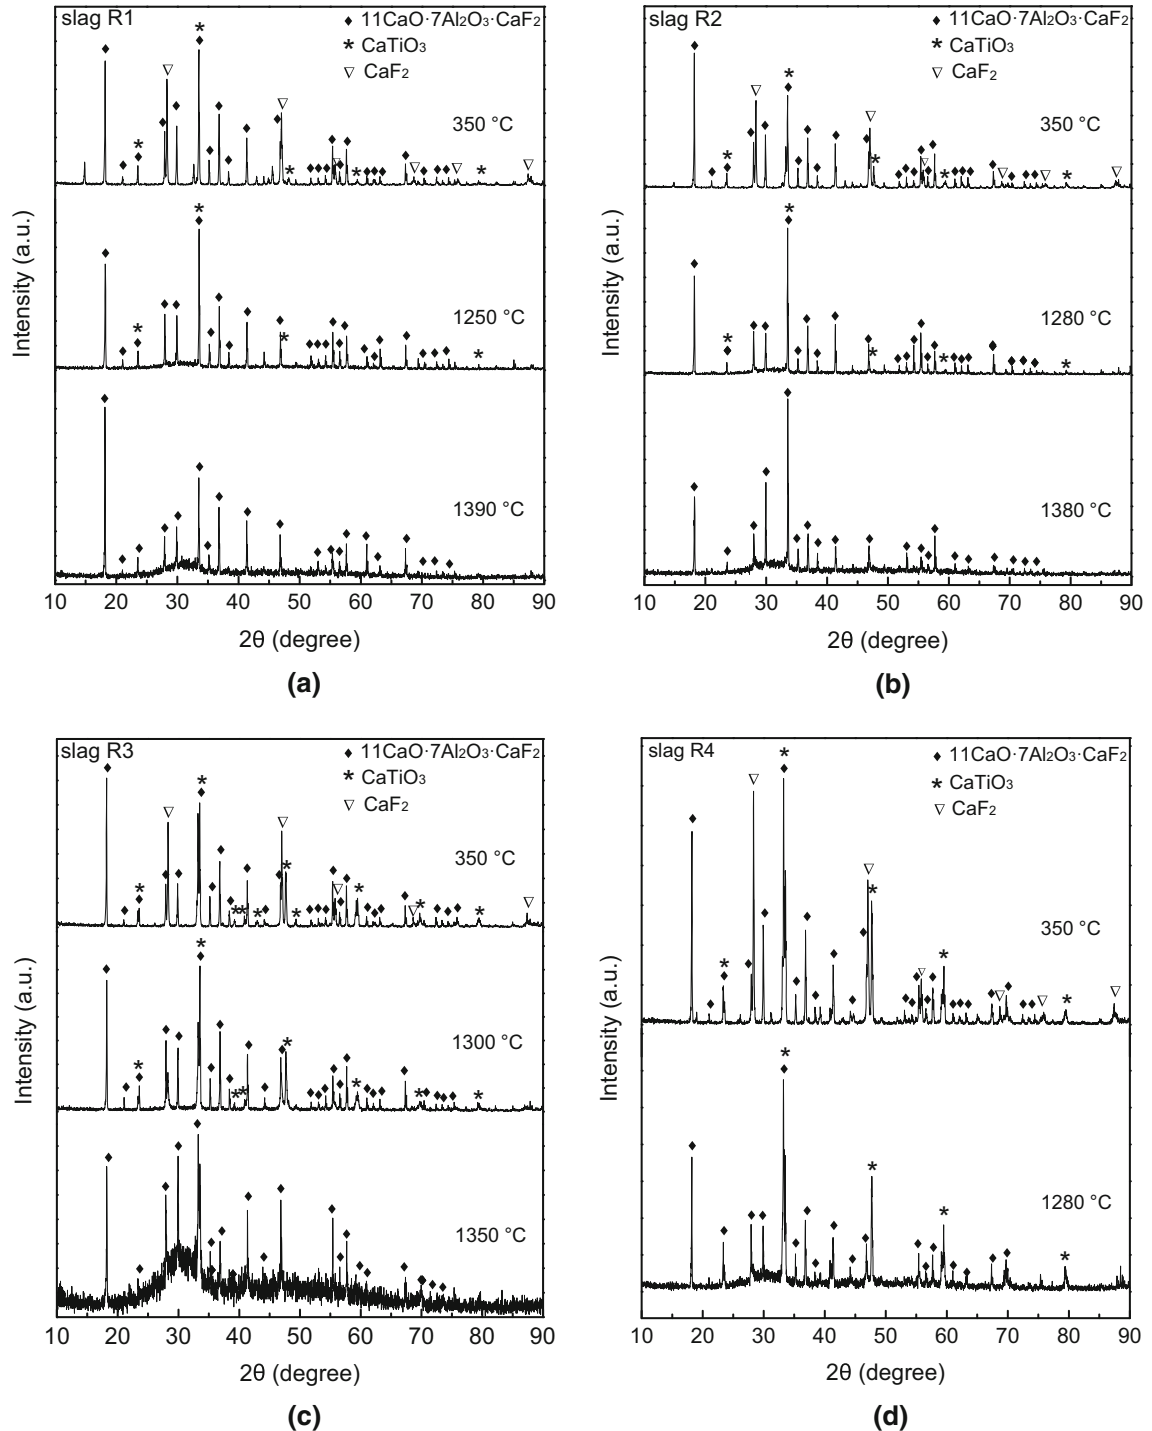 slag R1
11CaO·7Al₂O₃·CaF₂
CaTiO₃
CaF₂
350 °C
1250 °C
1390 °C
Intensity (a.u.)
10 20 30 40 50 60 70 80 90
2θ (degree)
(a)
slag R2
11CaO·7Al₂O₃·CaF₂
CaTiO₃
CaF₂
350 °C
1280 °C
1380 °C
Intensity (a.u.)
10 20 30 40 50 60 70 80 90
2θ (degree)
(b)
slag R3
11CaO·7Al₂O₃·CaF₂
CaTiO₃
CaF₂
350 °C
1300 °C
1350 °C
Intensity (a.u.)
10 20 30 40 50 60 70 80 90
2θ (degree)
(c)
slag R4
11CaO·7Al₂O₃·CaF₂
CaTiO₃
CaF₂
350 °C
1280 °C
Intensity (a.u.)
10 20 30 40 50 60 70 80 90
2θ (degree)
(d)